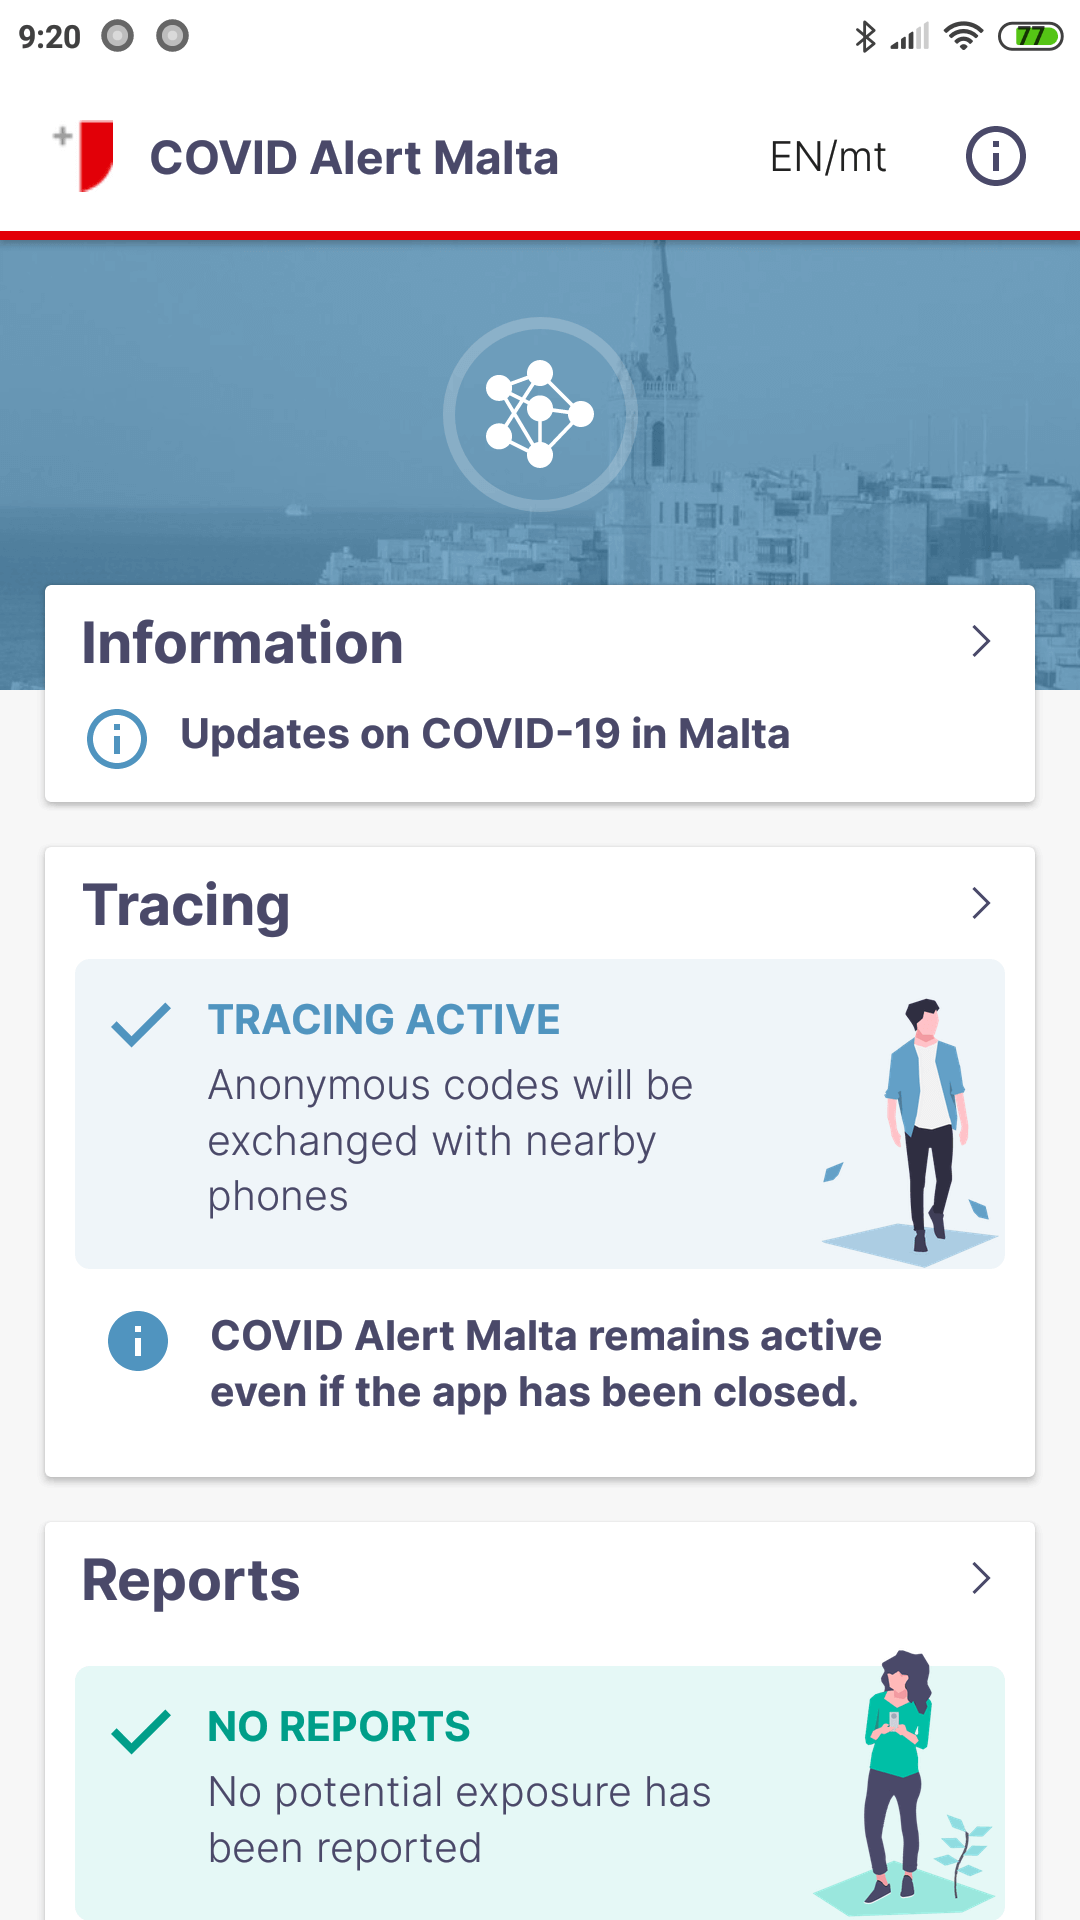 9:20
77
COVID Alert Malta
EN/mt
Information
Updates on COVID-19 in Malta
Tracing
TRACING ACTIVE
Anonymous codes will be
exchanged with nearby
phones
COVID Alert Malta remains active
even if the app has been closed.
Reports
NO REPORTS
No potential exposure has
been reported